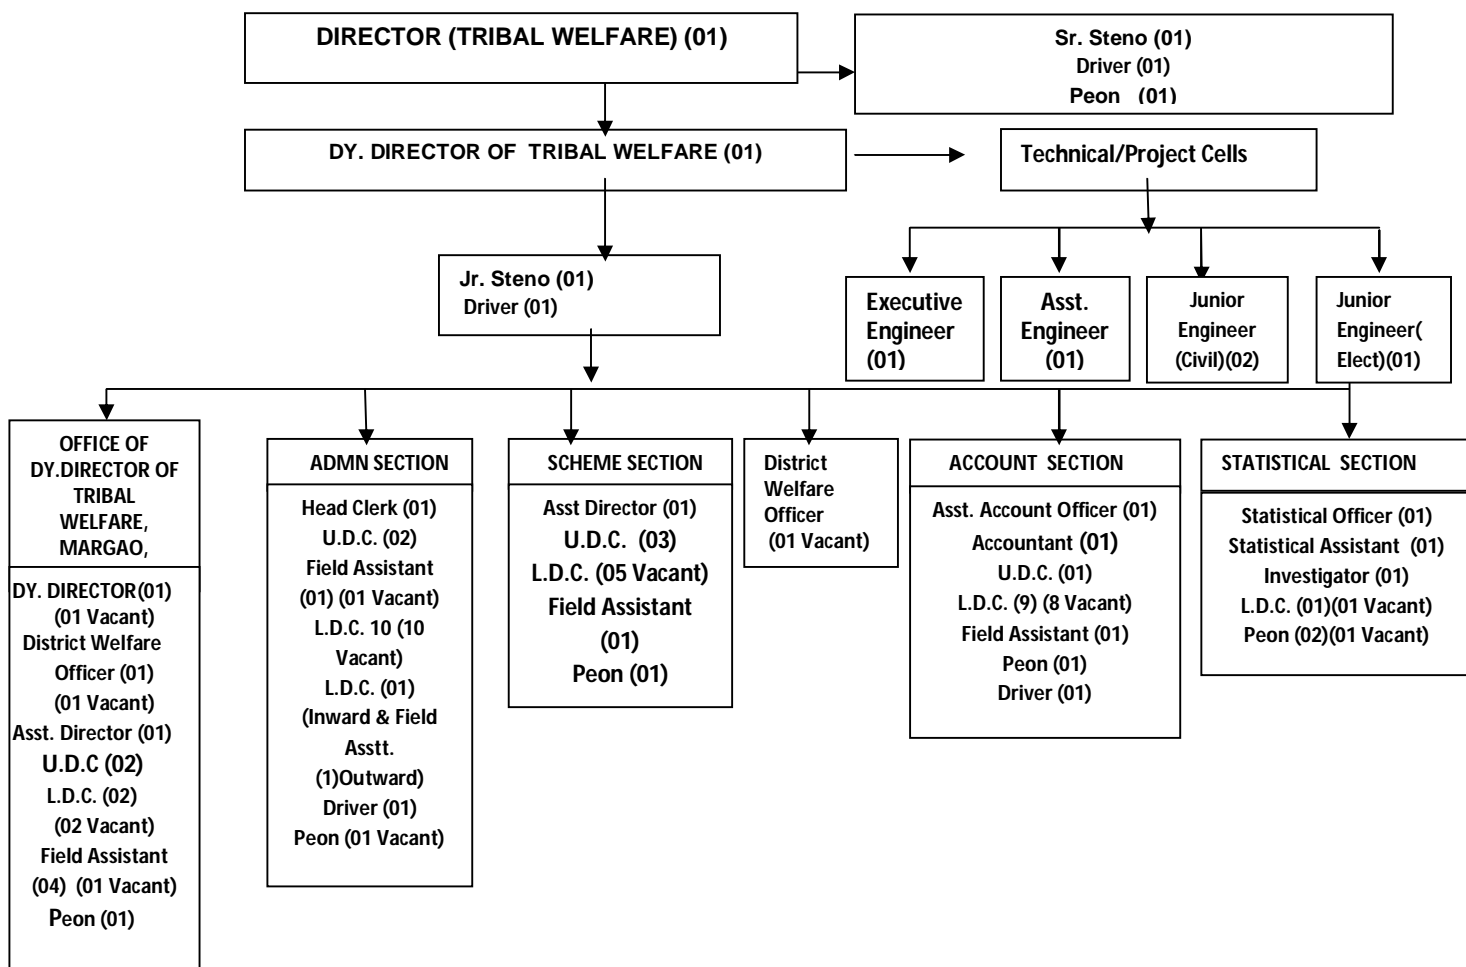 DIRECTOR (TRIBAL WELFARE) (01)
Sr. Steno (01)
Driver (01)
Peon (01)
DY. DIRECTOR OF TRIBAL WELFARE (01)
Technical/Project Cells
Jr. Steno (01)
Driver (01)
Executive
Engineer
(01)
Asst.
Engineer
(01)
Junior
Engineer
(Civil)(02)
Junior
Engineer(
Elect)(01)
OFFICE OF
DY.DIRECTOR OF
TRIBAL
WELFARE,
MARGAO,
DY. DIRECTOR(01)
(01 Vacant)
District Welfare
Officer (01)
(01 Vacant)
Asst. Director (01)
U.D.C (02)
L.D.C. (02)
(02 Vacant)
Field Assistant
(04) (01 Vacant)
Peon (01)
ADMN SECTION
Head Clerk (01)
U.D.C. (02)
Field Assistant
(01) (01 Vacant)
L.D.C. 10 (10
Vacant)
L.D.C. (01)
(Inward & Field
Asstt.
(1)Outward)
Driver (01)
Peon (01 Vacant)
SCHEME SECTION
Asst Director (01)
U.D.C. (03)
L.D.C. (05 Vacant)
Field Assistant
(01)
Peon (01)
District
Welfare
Officer
(01 Vacant)
ACCOUNT SECTION
Asst. Account Officer (01)
Accountant (01)
U.D.C. (01)
L.D.C. (9) (8 Vacant)
Field Assistant (01)
Peon (01)
Driver (01)
STATISTICAL SECTION
Statistical Officer (01)
Statistical Assistant (01)
Investigator (01)
L.D.C. (01)(01 Vacant)
Peon (02)(01 Vacant)